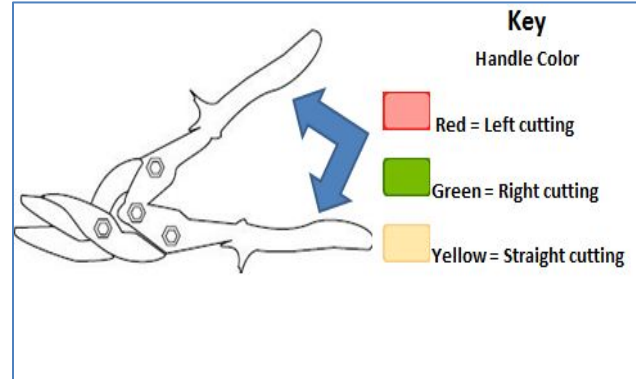 Key
Handle Color
Red = Left cutting
Green = Right cutting
Yellow = Straight cutting